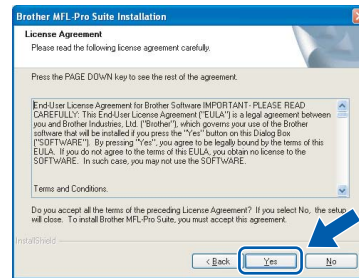 Brother MFL-Pro Suite Installation
License Agreement
Please read the following license agreement carefully.
Press the PAGE DOWN key to see the rest of the agreement.
End-User License Agreement for Brother Software IMPORTANT- PLEASE READ
CAREFULLY: This End-User License Agreement ("EULA") is a legal agreement between
you and Brother Industries, Ltd. ("Brother"), which governs your use of the Brother
software that will be installed if you press the "Yes" button on this Dialog Box
("SOFTWARE"). By pressing "Yes", you agree to be legally bound by the terms of this
EULA. If you do not agree to the terms of this EULA, you obtain no license to the
SOFTWARE. In such case, you may not use the SOFTWARE.
Terms and Conditions.
Do you accept all the terms of the preceding License Agreement? If you select No, the setup
will close. To install Brother MFL-Pro Suite, you must accept this agreement.
InstallShield
< Back Yes No